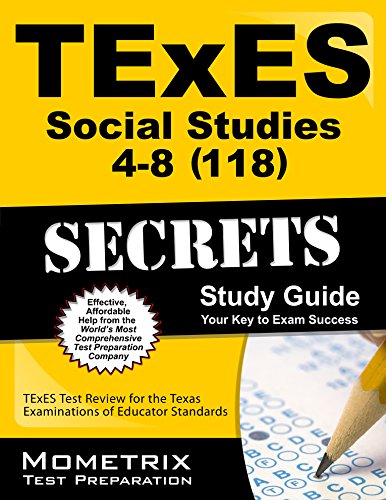 TExES
Social Studies
4-8 (118)
SECRETS
Study Guide
Your Key to Exam Success
Effective,
Affordable
Help from the
World's Most
Comprehensive
Test Preparation
Company
TExES Test Review for the Texas
Examinations of Educator Standards
MOMETRIX
TEST PREPARATION